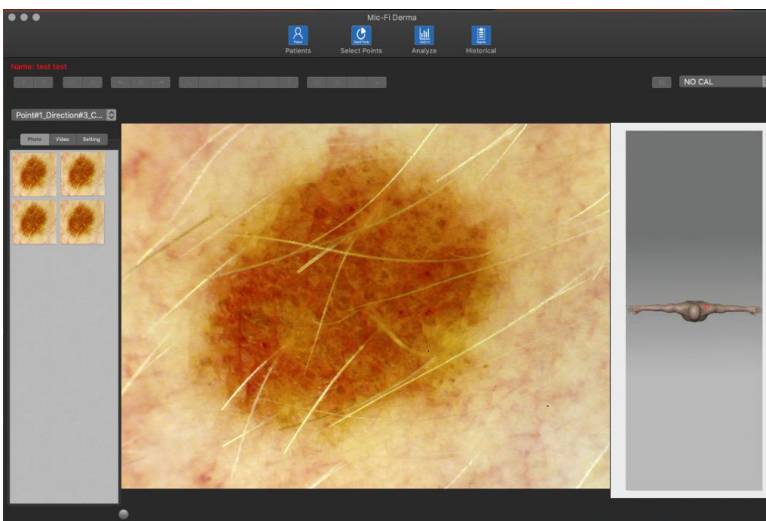 Mic-Fi Derma
Patients
Select Points
Analyze
Historical
Name: test test
NO CAL
Point#1_Direction#3_C...
Photo
Video
Setting